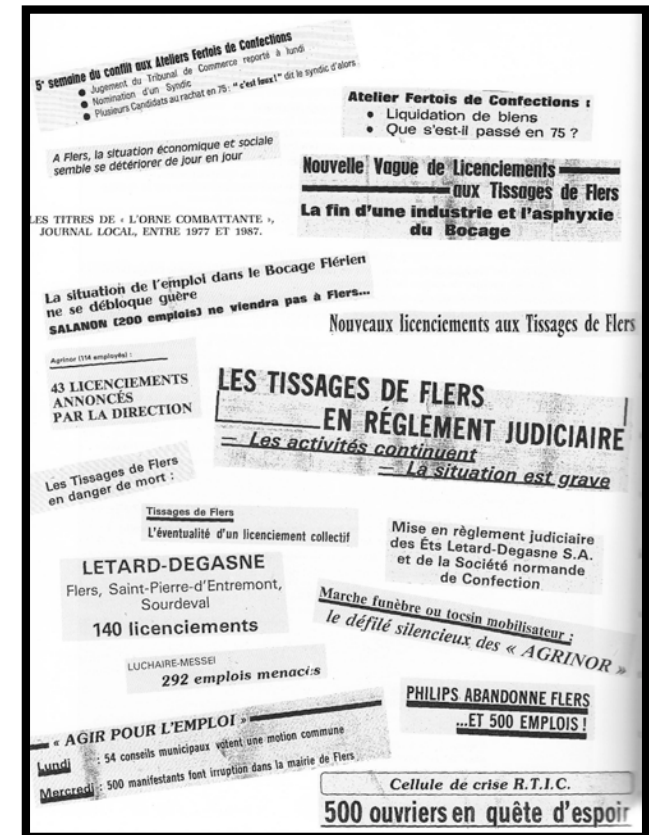 5e semaine du conflit aux Ateliers Fertois de Confections
● Jugement du Tribunal de Commerce reporté à lundi
● Nomination d'un Syndic
● Plusieurs Candidats au rachat en 75 : "c'est faux!" dit le syndic d'alors
Atelier Fertois de Confections :
• Liquidation de biens
• Que s'est-il passé en 75 ?
A Flers, la situation économique et sociale
semble se détériorer de jour en jour
Nouvelle Vague de Licenciements
aux Tissages de Flers
La fin d'une industrie et l'asphyxie
du Bocage
LES TITRES DE « L'ORNE COMBATTANTE »,
JOURNAL LOCAL, ENTRE 1977 ET 1987.
La situation de l'emploi dans le Bocage Flérien
ne se débloque guère
SALANON (200 emplois) ne viendra pas à Flers...
Nouveaux licenciements aux Tissages de Flers
Agrinor (114 employés) :
43 LICENCIEMENTS
ANNONCÉS
PAR LA DIRECTION
LES TISSAGES DE FLERS
EN RÉGLEMENT JUDICIAIRE
— Les activités continuent
— La situation est grave
Les Tissages de Flers
en danger de mort :
Tissages de Flers
L'éventualité d'un licenciement collectif
Mise en règlement judiciaire
des Éts Letard-Degasne S.A.
et de la Société normande
de Confection
LETARD-DEGASNE
Flers, Saint-Pierre-d'Entremont,
Sourdeval
140 licenciements
Marche funèbre ou tocsin mobilisateur :
le défilé silencieux des « AGRINOR »
LUCHAIRE-MESSEI
292 emplois menacés
PHILIPS ABANDONNE FLERS
...ET 500 EMPLOIS !
« AGIR POUR L'EMPLOI »
Lundi : 54 conseils municipaux votent une motion commune
Mercredi : 500 manifestants font irruption dans la mairie de Flers
Cellule de crise R.T.I.C.
500 ouvriers en quête d'espoir